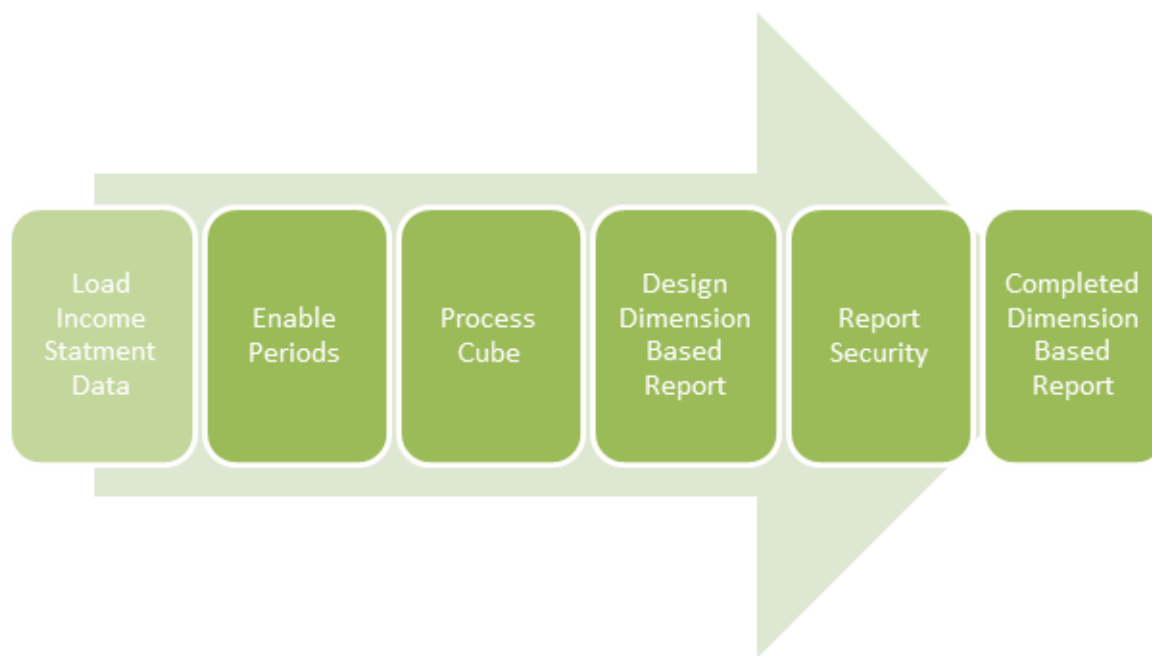 Load
Income
Statment
Data
Enable
Periods
Process
Cube
Design
Dimension
Based
Report
Report
Security
Completed
Dimension
Based
Report